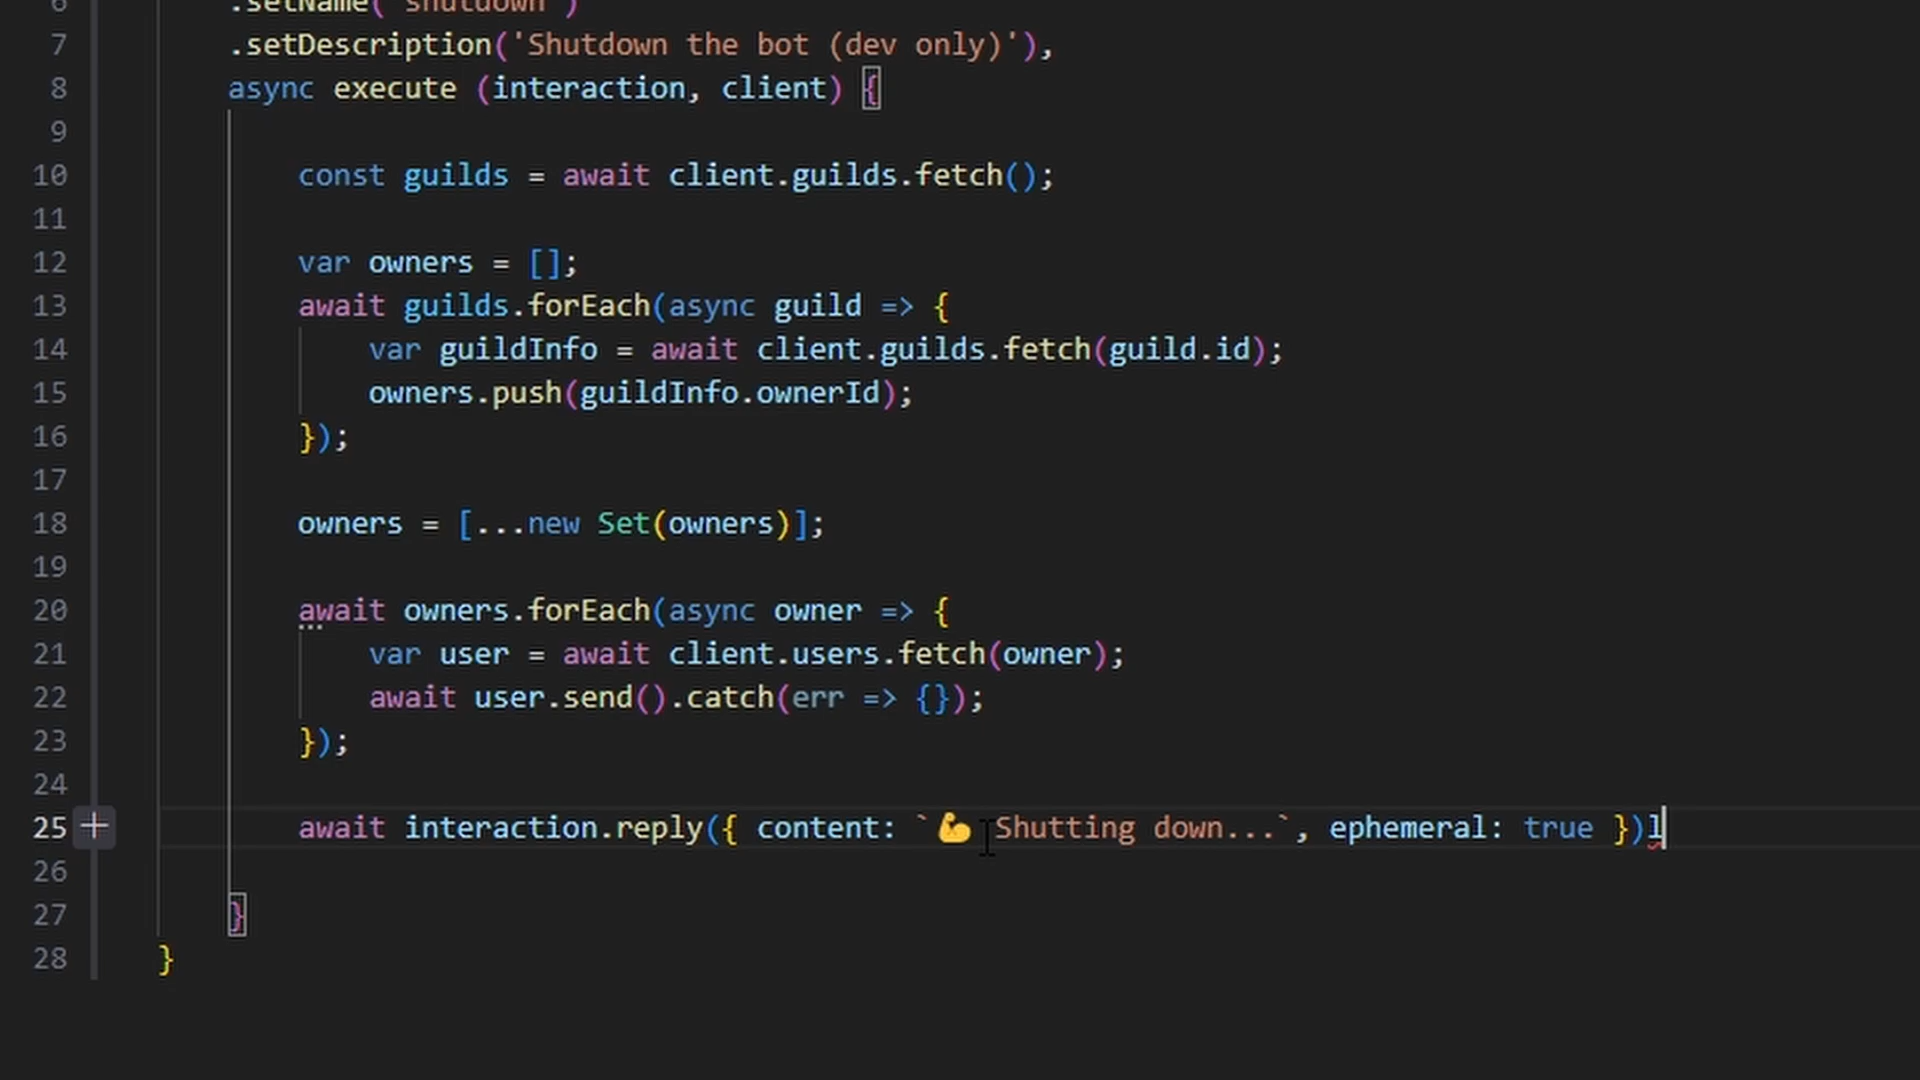 6 .setName('shutdown')
7 .setDescription('Shutdown the bot (dev only)'),
8 async execute (interaction, client) {
9
10 const guilds = await client.guilds.fetch();
11
12 var owners = [];
13 await guilds.forEach(async guild => {
14 var guildInfo = await client.guilds.fetch(guild.id);
15 owners.push(guildInfo.ownerId);
16 });
17
18 owners = [...new Set(owners)];
19
20 await owners.forEach(async owner => {
21 var user = await client.users.fetch(owner);
22 await user.send().catch(err => {});
23 });
24
25 await interaction.reply({ content: `💪 Shutting down...`, ephemeral: true })l
26
27 }
28 }